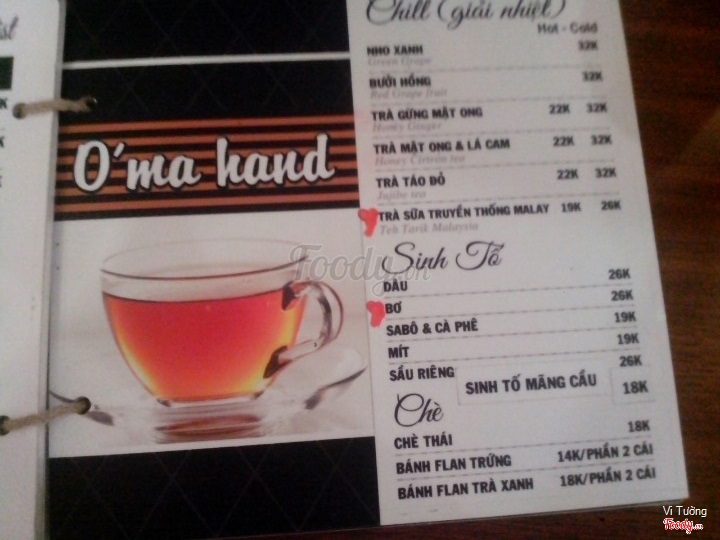 O'ma hand
Chill (giải nhiệt)
Hot - Cold
NHO XANH 32K
Green Grape
BƯỞI HỒNG 32K
Red Grape fruit
TRÀ GỪNG MẬT ONG 22K 32K
Honey Ginger
TRÀ MẬT ONG & LÁ CAM 22K 32K
Honey Citrron tea
TRÀ TÁO ĐỎ 22K 32K
Jujibe tea
TRÀ SỮA TRUYỀN THỐNG MALAY 19K 26K
Teh Tarik Malaysia
Sinh Tố
DÂU 26K
BƠ 26K
SABÔ & CÀ PHÊ 19K
MÍT 19K
SẦU RIÊNG 26K
SINH TỐ MÃNG CẦU 18K
Chè
CHÈ THÁI 18K
BÁNH FLAN TRỨNG 14K/PHẦN 2 CÁI
BÁNH FLAN TRÀ XANH 18K/PHẦN 2 CÁI
Foody.vn
Vi Tường
Foody.vn